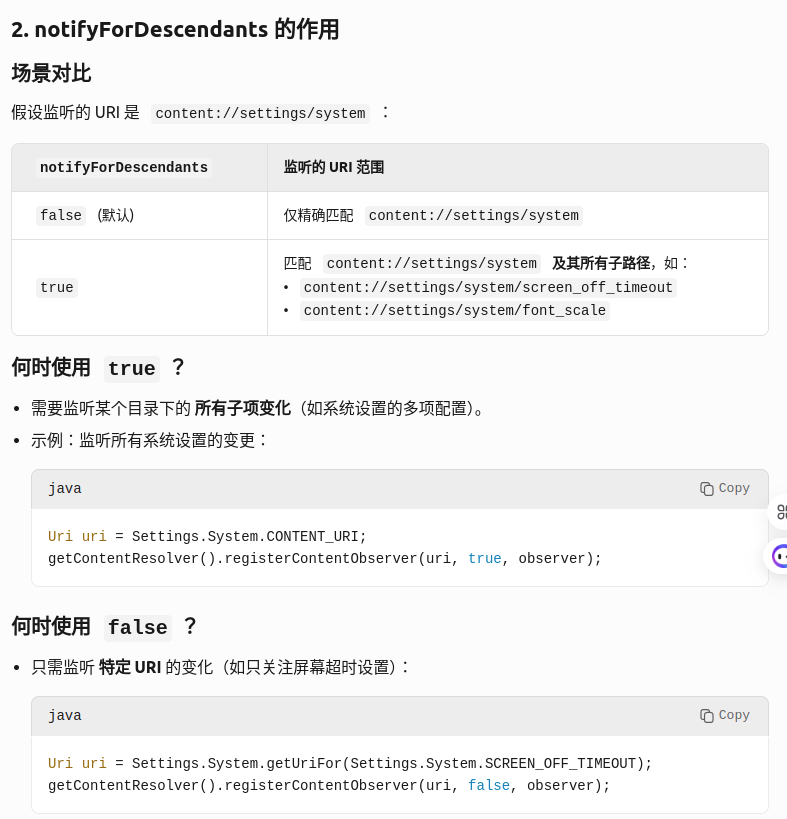 2. notifyForDescendants 的作用
场景对比
假设监听的 URI 是 content://settings/system ：
notifyForDescendants 监听的 URI 范围
false (默认) 仅精确匹配 content://settings/system
true 匹配 content://settings/system 及其所有子路径，如：
• content://settings/system/screen_off_timeout
• content://settings/system/font_scale
何时使用 true ？
• 需要监听某个目录下的 所有子项变化（如系统设置的多项配置）。
• 示例：监听所有系统设置的变更：
java Copy
Uri uri = Settings.System.CONTENT_URI;
getContentResolver().registerContentObserver(uri, true, observer);
何时使用 false ？
• 只需监听 特定 URI 的变化（如只关注屏幕超时设置）：
java Copy
Uri uri = Settings.System.getUriFor(Settings.System.SCREEN_OFF_TIMEOUT);
getContentResolver().registerContentObserver(uri, false, observer);